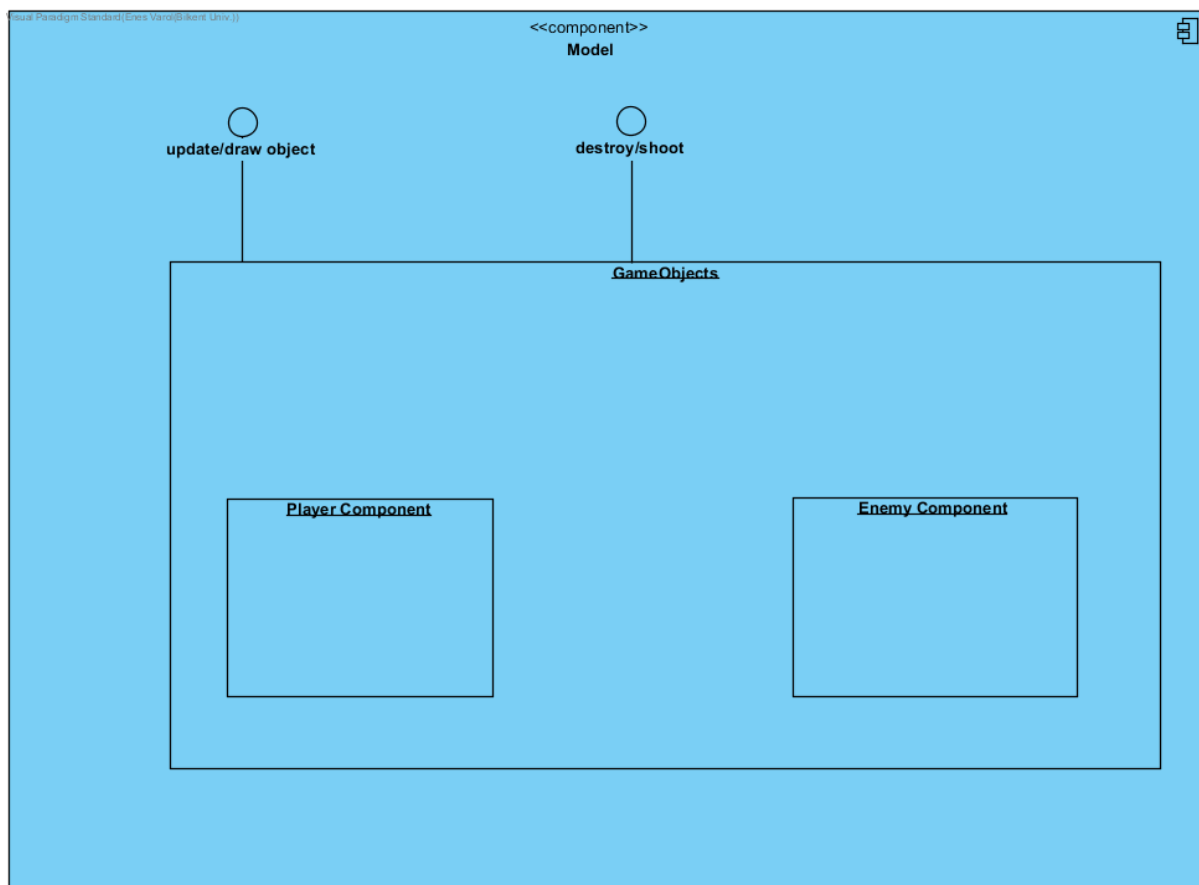 Visual Paradigm Standard(Enes Varol(Bilkent Univ.))
<<component>>
Model
update/draw object
destroy/shoot
GameObjects
Player Component
Enemy Component